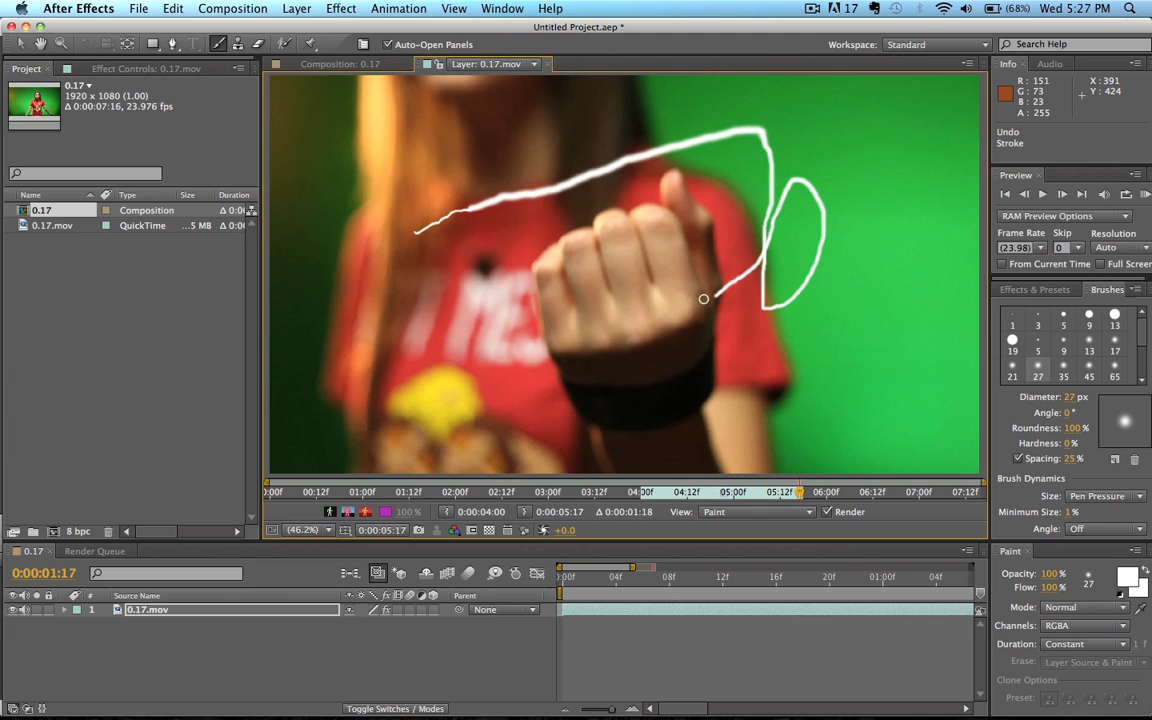 After Effects File Edit Composition Layer Effect Animation View Window Help 17 (68%) Wed 5:27 PM
Untitled Project.aep *
Auto-Open Panels Workspace: Standard Search Help
Project Effect Controls: 0.17.mov Composition: 0.17 Layer: 0.17.mov Info Audio
0.17
1920 x 1080 (1.00)
Δ 0:00:07:16, 23.976 fps
R : 151 X : 391
G : 73 Y : 424
B : 23
A : 255
Undo
Stroke
Preview
Name Type Size Duration
0.17 Composition Δ 0:0
0.17.mov QuickTime ...5 MB Δ 0:0
RAM Preview Options
Frame Rate Skip Resolution
(23.98) 0 Auto
From Current Time Full Screen
Effects & Presets Brushes
1 3 5 9 13
19 5 9 13 17
21 27 35 45 65
Diameter: 27 px
Angle: 0 °
Roundness: 100 %
Hardness: 0 %
Spacing: 25 %
Brush Dynamics
Size: Pen Pressure
Minimum Size: 1 %
Angle: Off
:00f 00:12f 01:00f 01:12f 02:00f 02:12f 03:00f 03:12f 04:00f 04:12f 05:00f 05:12f 06:00f 06:12f 07:00f 07:12f
100 % 0:00:04:00 0:00:05:17 Δ 0:00:01:18 View: Paint Render
8 bpc (46.2%) 0:00:05:17 +0.0
0.17 Render Queue
0:00:01:17
:00f 04f 08f 12f 16f 20f 01:00f 04f
# Source Name Parent
1 0.17.mov None
Toggle Switches / Modes
Paint
Opacity: 100 %
Flow: 100 % 27
Mode: Normal
Channels: RGBA
Duration: Constant 1 f
Erase: Layer Source & Paint
Clone Options
Preset: